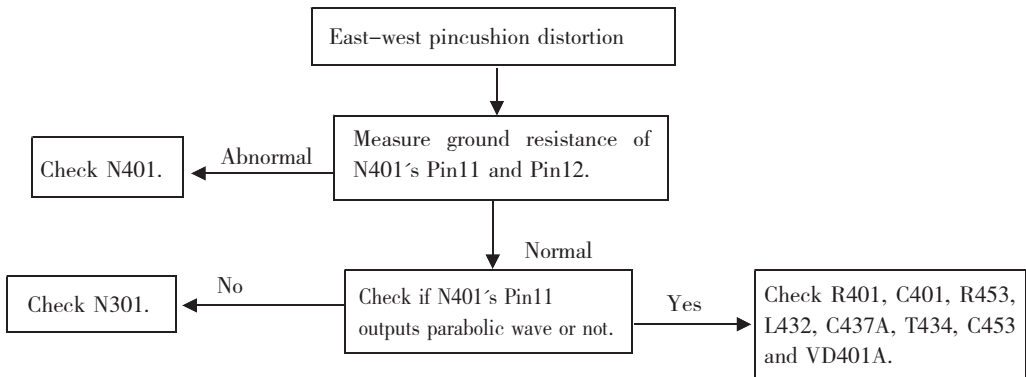 East-west pincushion distortion
Measure ground resistance of
N401´s Pin11 and Pin12.
Abnormal
Check N401.
Normal
Check if N401´s Pin11
outputs parabolic wave or not.
No
Check N301.
Yes
Check R401, C401, R453,
L432, C437A, T434, C453
and VD401A.